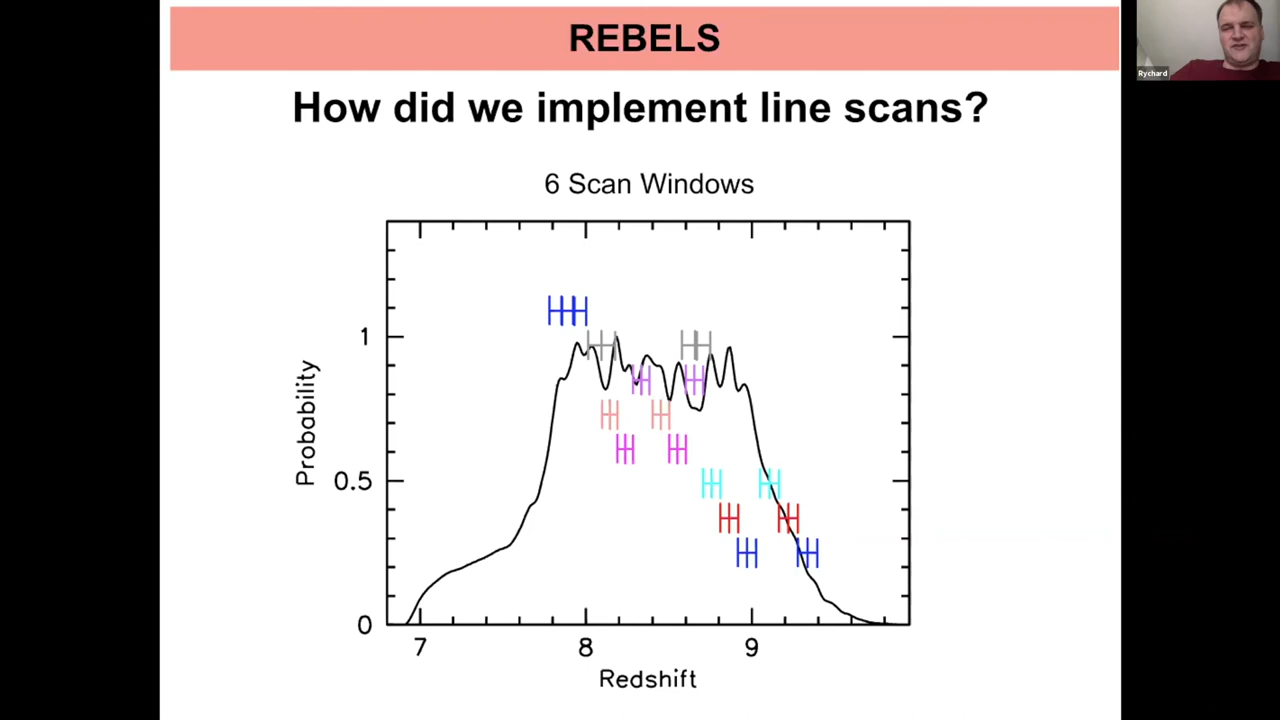 REBELS
Rychard
How did we implement line scans?
6 Scan Windows
1
0.5
0
Probability
7
8
9
Redshift